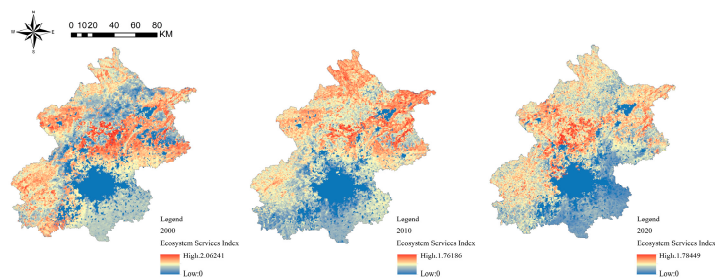 N
W E
S
0 10 20 40 60 80
KM
Legend
2000
Ecosystem Services Index
High:2.06241
Low:0
Legend
2010
Ecosystem Services Index
High:1.76186
Low:0
Legend
2020
Ecosystem Services Index
High:1.78449
Low:0